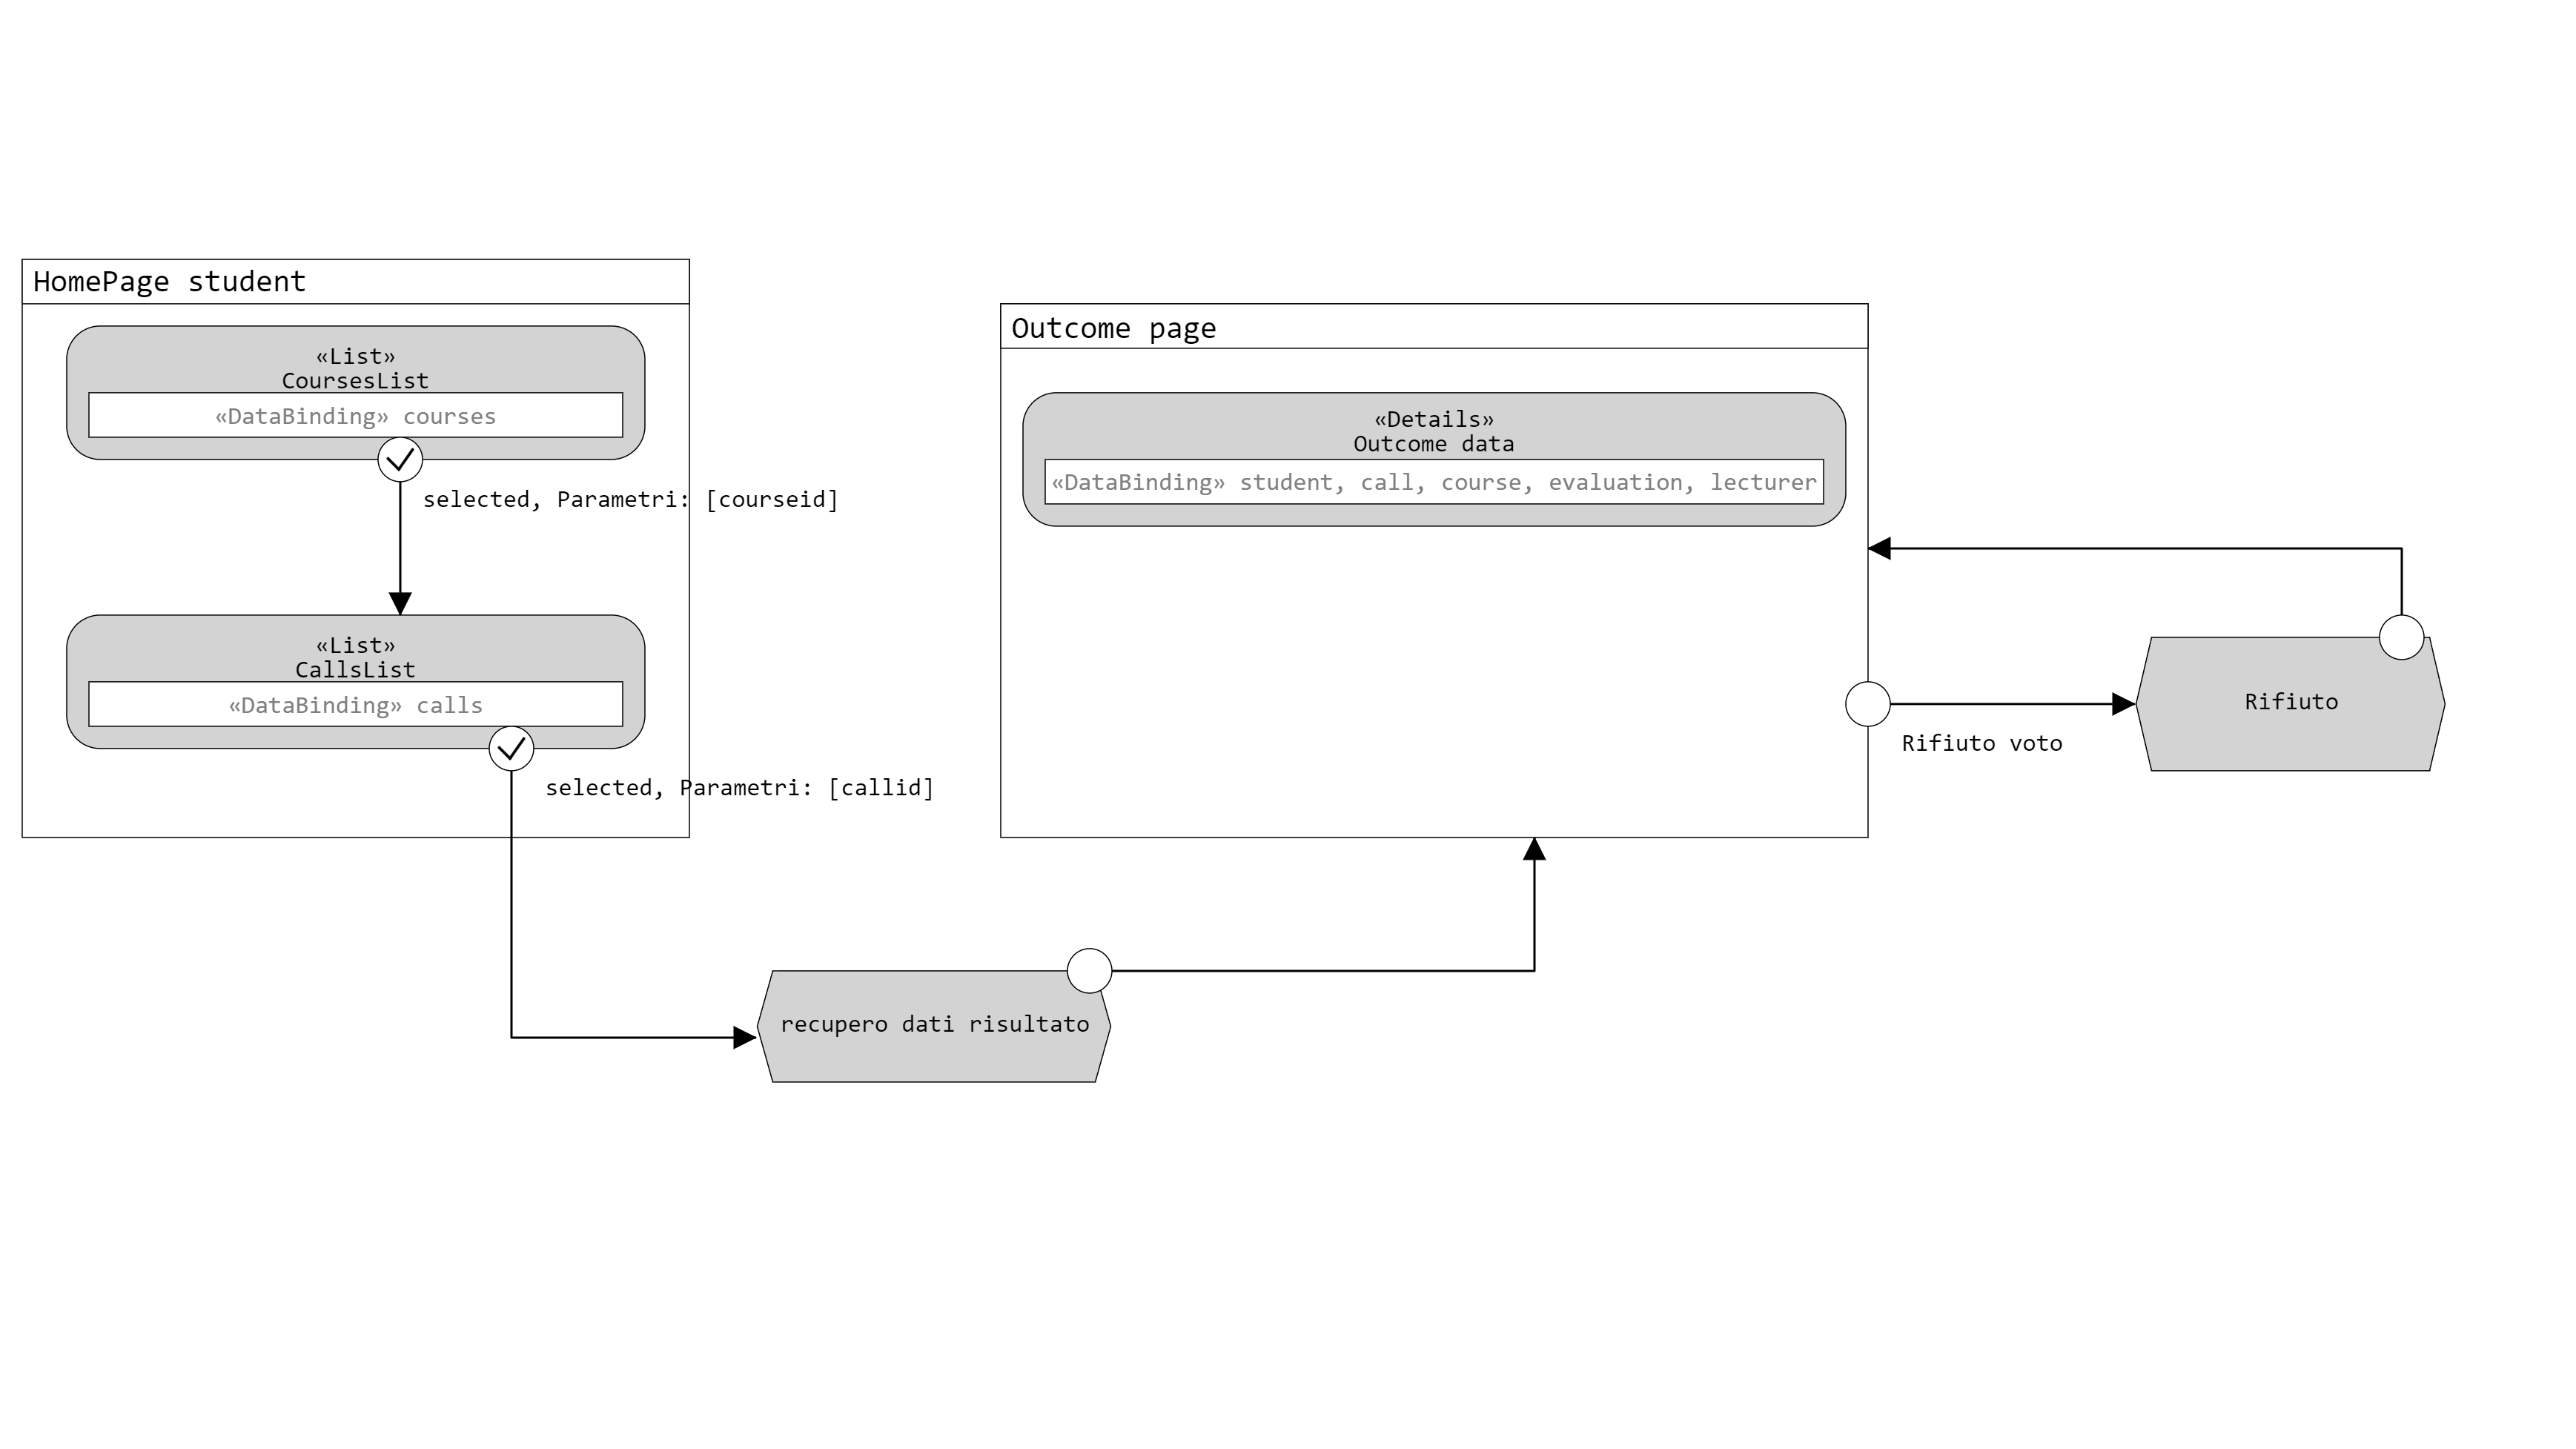 HomePage student
«List»
CoursesList
«DataBinding» courses
selected, Parametri: [courseid]
«List»
CallsList
«DataBinding» calls
selected, Parametri: [callid]
recupero dati risultato
Outcome page
«Details»
Outcome data
«DataBinding» student, call, course, evaluation, lecturer
Rifiuto voto
Rifiuto